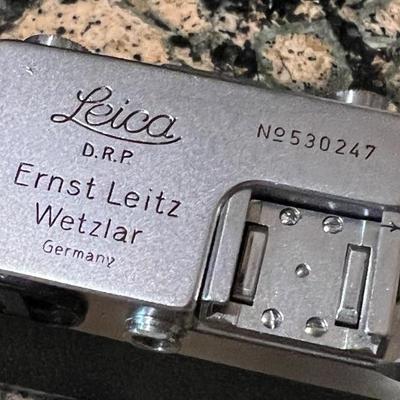 Leica
D.R.P.
Ernst Leitz
Wetzlar
Germany
№530247